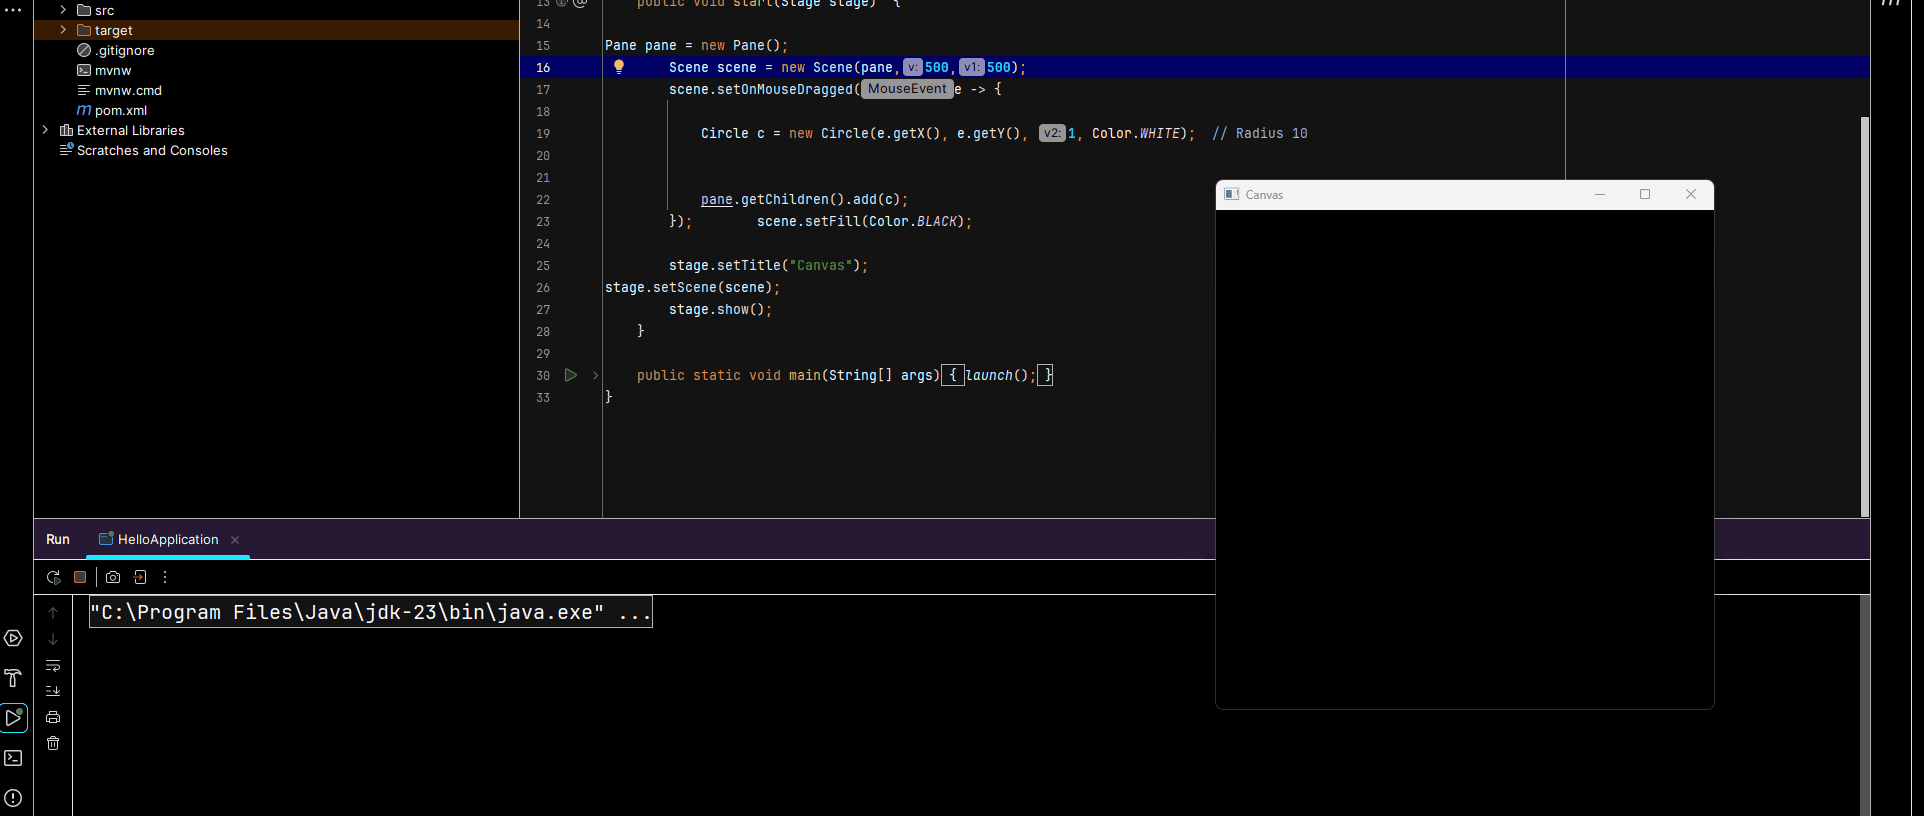 src
target
.gitignore
mvnw
mvnw.cmd
pom.xml
External Libraries
Scratches and Consoles
13 public void start(Stage stage) {
14
15 Pane pane = new Pane();
16 Scene scene = new Scene(pane, v: 500, v1: 500);
17 scene.setOnMouseDragged( MouseEvent e -> {
18
19 Circle c = new Circle(e.getX(), e.getY(), v2: 1, Color.WHITE); // Radius 10
20
21
22 pane.getChildren().add(c);
23 }); scene.setFill(Color.BLACK);
24
25 stage.setTitle("Canvas");
26 stage.setScene(scene);
27 stage.show();
28 }
29
30 public static void main(String[] args) { launch(); }
33 }
Canvas
Run HelloApplication
"C:\Program Files\Java\jdk-23\bin\java.exe" ...